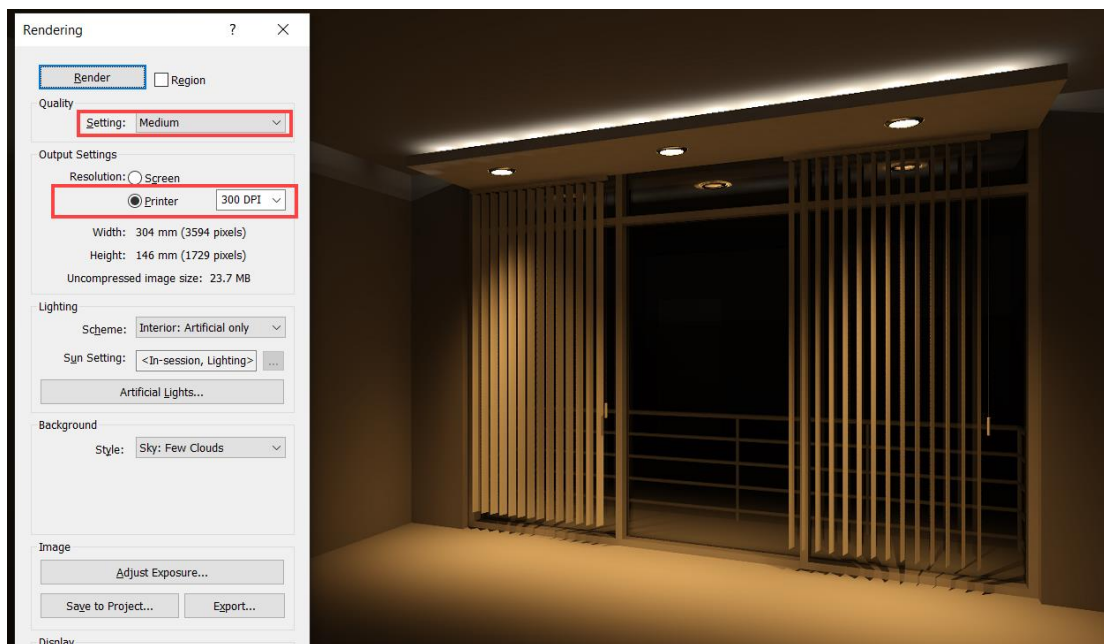 Rendering ? ×
Render Region
Quality
Setting: Medium
Output Settings
Resolution: Screen
Printer 300 DPI
Width: 304 mm (3594 pixels)
Height: 146 mm (1729 pixels)
Uncompressed image size: 23.7 MB
Lighting
Scheme: Interior: Artificial only
Sun Setting: <In-session, Lighting> ...
Artificial Lights...
Background
Style: Sky: Few Clouds
Image
Adjust Exposure...
Save to Project... Export...
Display